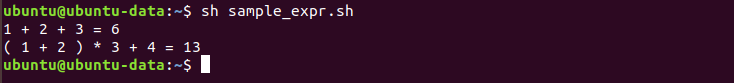 ubuntu@ubuntu-data:~$ sh sample_expr.sh
1 + 2 + 3 = 6
( 1 + 2 ) * 3 + 4 = 13
ubuntu@ubuntu-data:~$